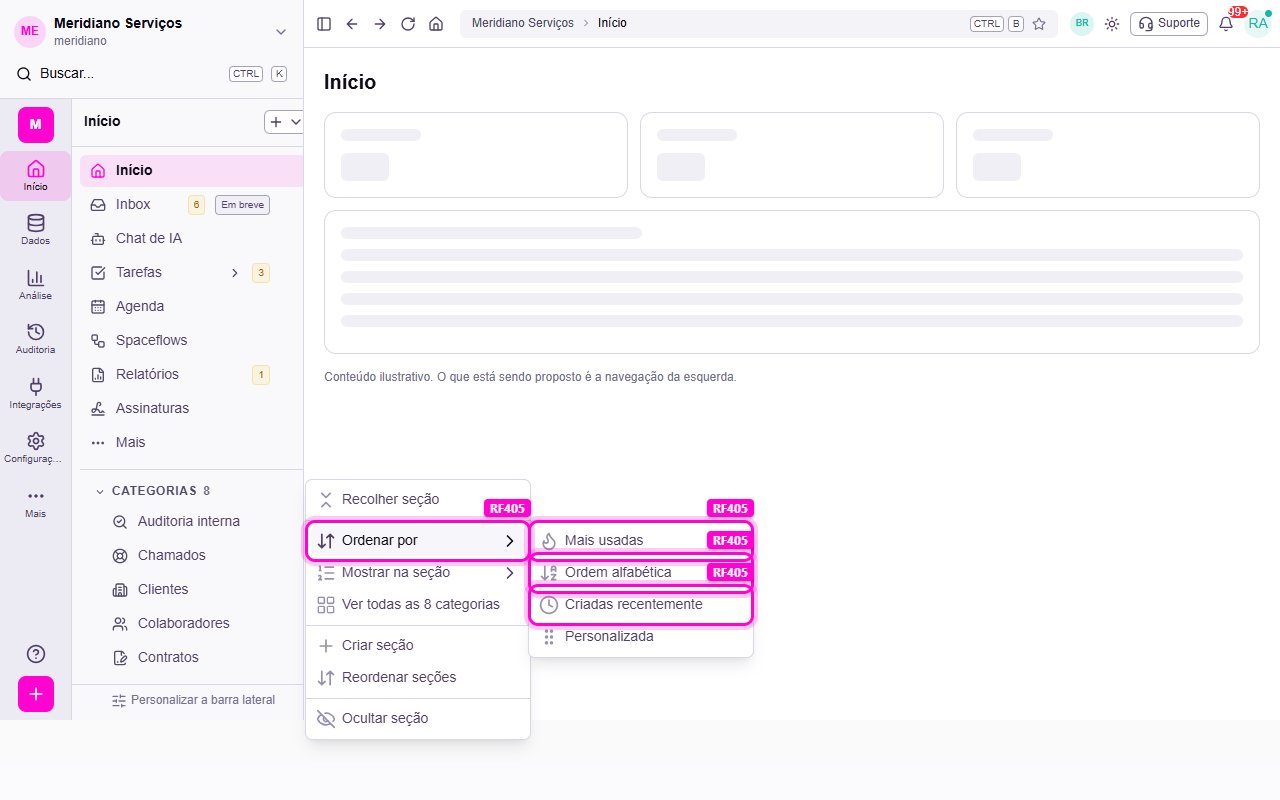 ME
Meridiano Serviços
meridiano
Buscar...
CTRL
K
Meridiano Serviços
Início
CTRL
B
BR
Suporte
99+
RA
M
Início
Dados
Análise
Auditoria
Integrações
Configuraç...
Mais
Início
Início
Inbox
6
Em breve
Chat de IA
Tarefas
3
Agenda
Spaceflows
Relatórios
1
Assinaturas
Mais
CATEGORIAS 8
Auditoria interna
Chamados
Clientes
Colaboradores
Contratos
Personalizar a barra lateral
Início
Conteúdo ilustrativo. O que está sendo proposto é a navegação da esquerda.
Recolher seção
RF405
Ordenar por
Mostrar na seção
Ver todas as 8 categorias
Criar seção
Reordenar seções
Ocultar seção
RF405
Mais usadas
RF405
Ordem alfabética
RF405
Criadas recentemente
Personalizada